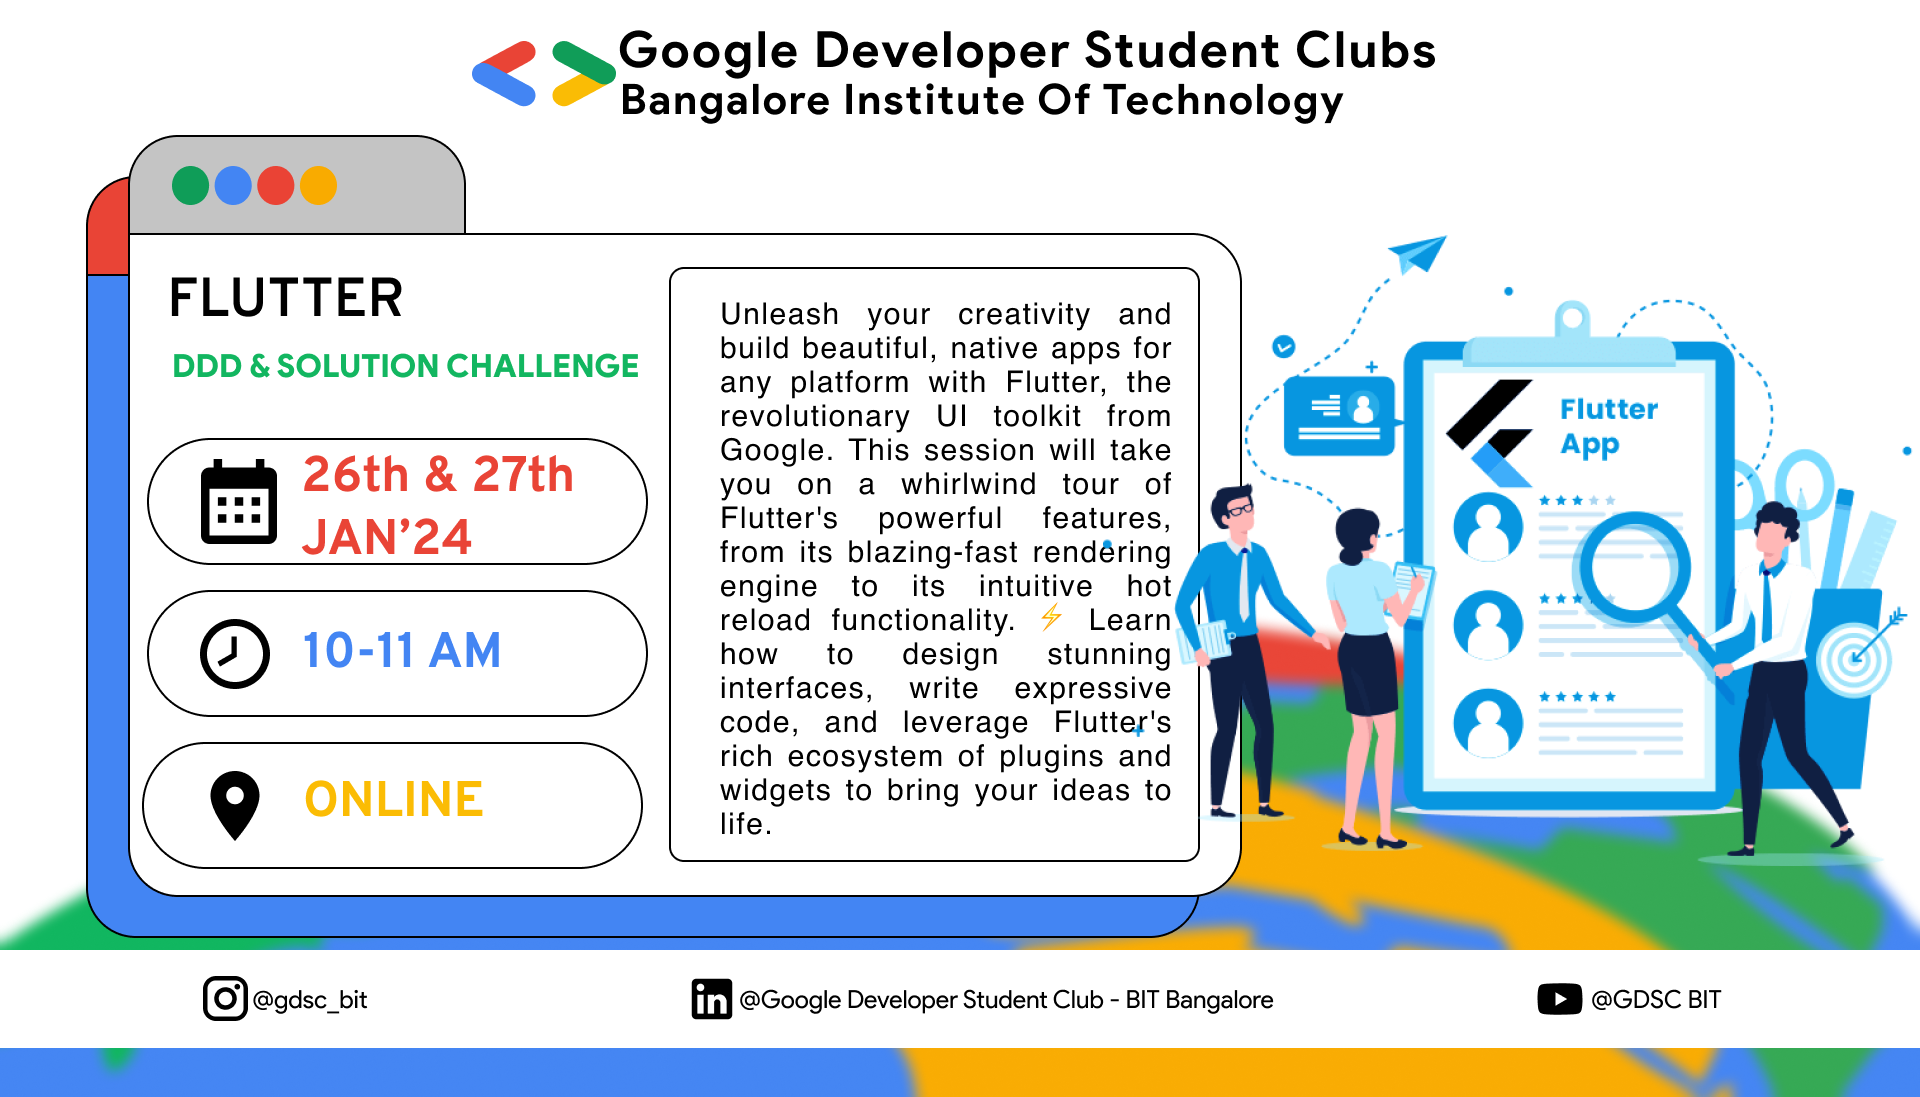 Google Developer Student Clubs
Bangalore Institute Of Technology
FLUTTER
DDD & SOLUTION CHALLENGE
26th & 27th
JAN’24
10-11 AM
ONLINE
Unleash your creativity and
build beautiful, native apps for
any platform with Flutter, the
revolutionary UI toolkit from
Google. This session will take
you on a whirlwind tour of
Flutter's powerful features,
from its blazing-fast rendering
engine to its intuitive hot
reload functionality. ⚡ Learn
how to design stunning
interfaces, write expressive
code, and leverage Flutter's
rich ecosystem of plugins and
widgets to bring your ideas to
life.
Flutter
App
@gdsc_bit
@Google Developer Student Club - BIT Bangalore
@GDSC BIT